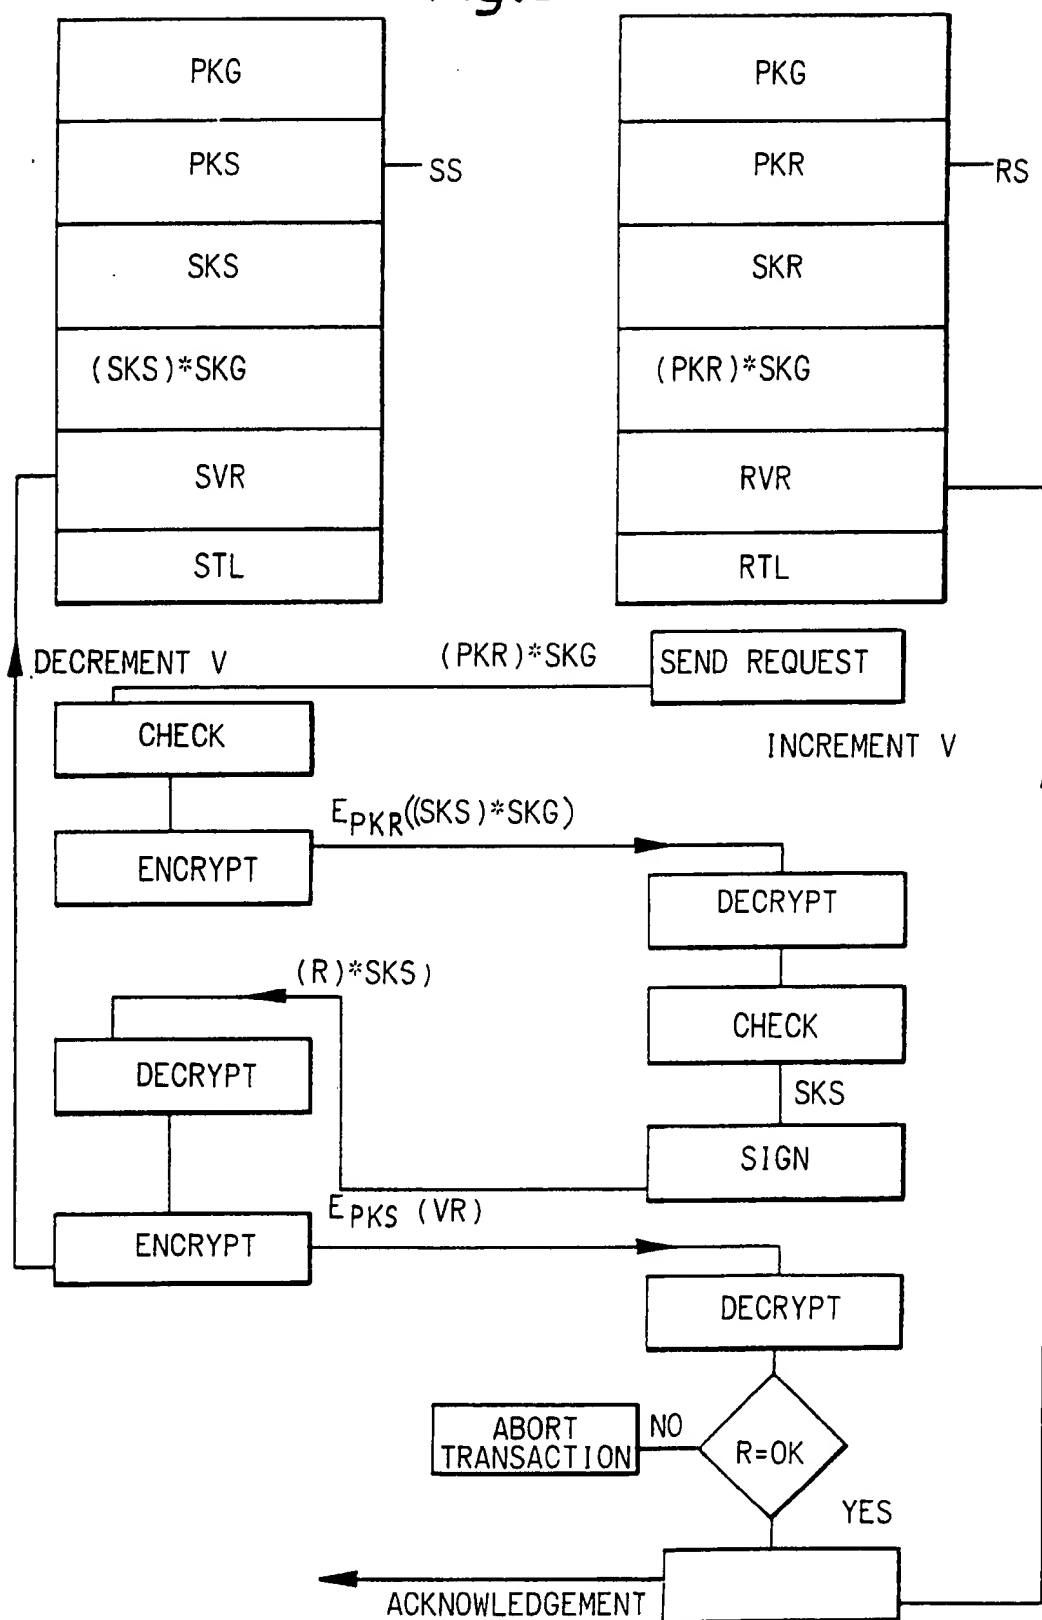 PKG
PKS
SS
SKS
(SKS)*SKG
SVR
STL
PKG
PKR
RS
SKR
(PKR)*SKG
RVR
RTL
DECREMENT V
(PKR)*SKG
SEND REQUEST
CHECK
INCREMENT V
E PKR((SKS)*SKG)
ENCRYPT
DECRYPT
(R)*SKS)
CHECK
DECRYPT
SKS
SIGN
E PKS (VR)
ENCRYPT
DECRYPT
ABORT
TRANSACTION
NO
R=OK
YES
ACKNOWLEDGEMENT